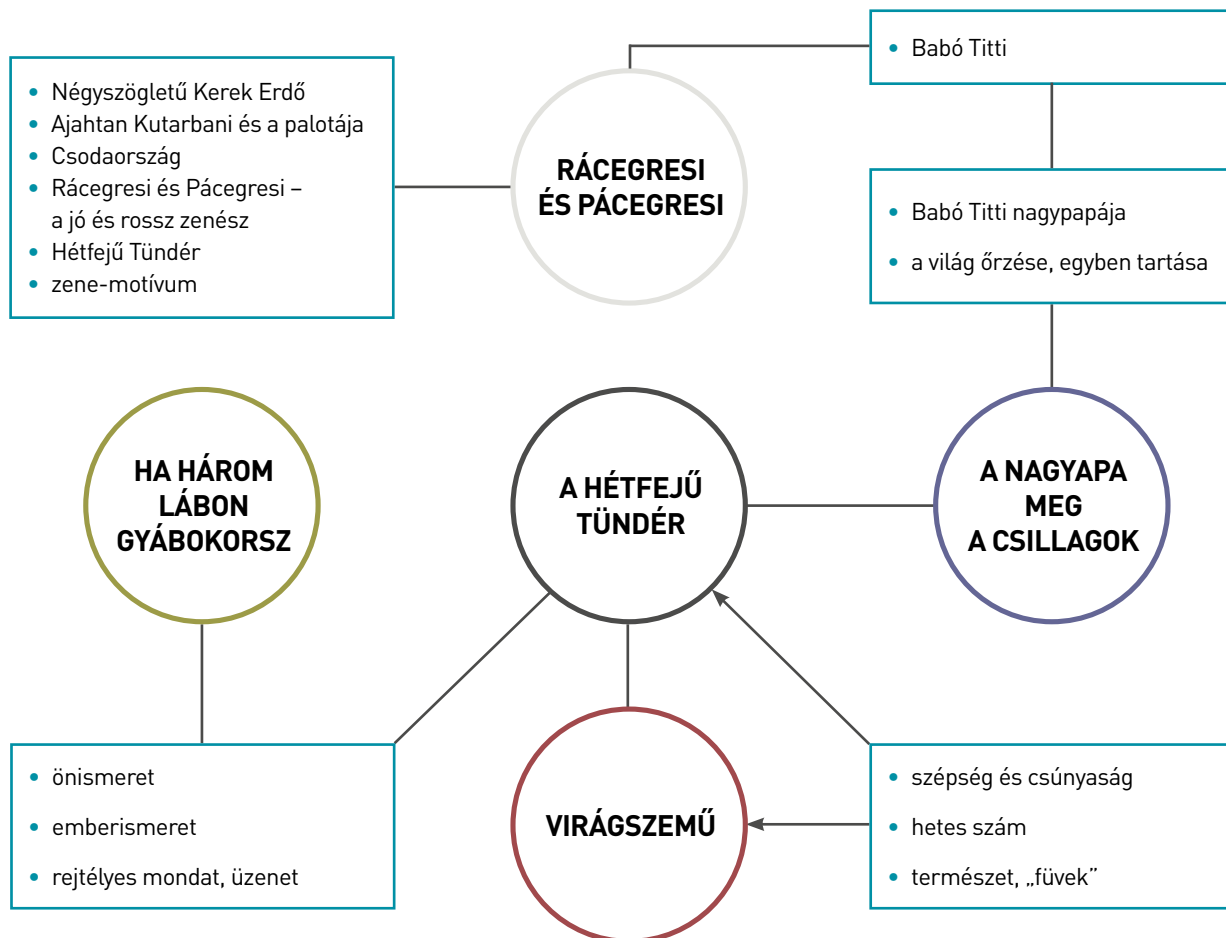 • Babó Titti
• Négyszögletű Kerek Erdő
• Ajahtan Kutarbani és a palotája
• Csodaország
• Rácegresi és Pácegresi –
a jó és rossz zenész
• Hétfejű Tündér
• zene-motívum
RÁCEGRESI
ÉS PÁCEGRESI
• Babó Titti nagypapája
• a világ őrzése, egyben tartása
HA HÁROM
LÁBON
GYÁBOKORSZ
A HÉTFEJŰ
TÜNDÉR
A NAGYAPA
MEG
A CSILLAGOK
• önismeret
• emberismeret
• rejtélyes mondat, üzenet
VIRÁGSZEMŰ
• szépség és csúnyaság
• hetes szám
• természet, „füvek”